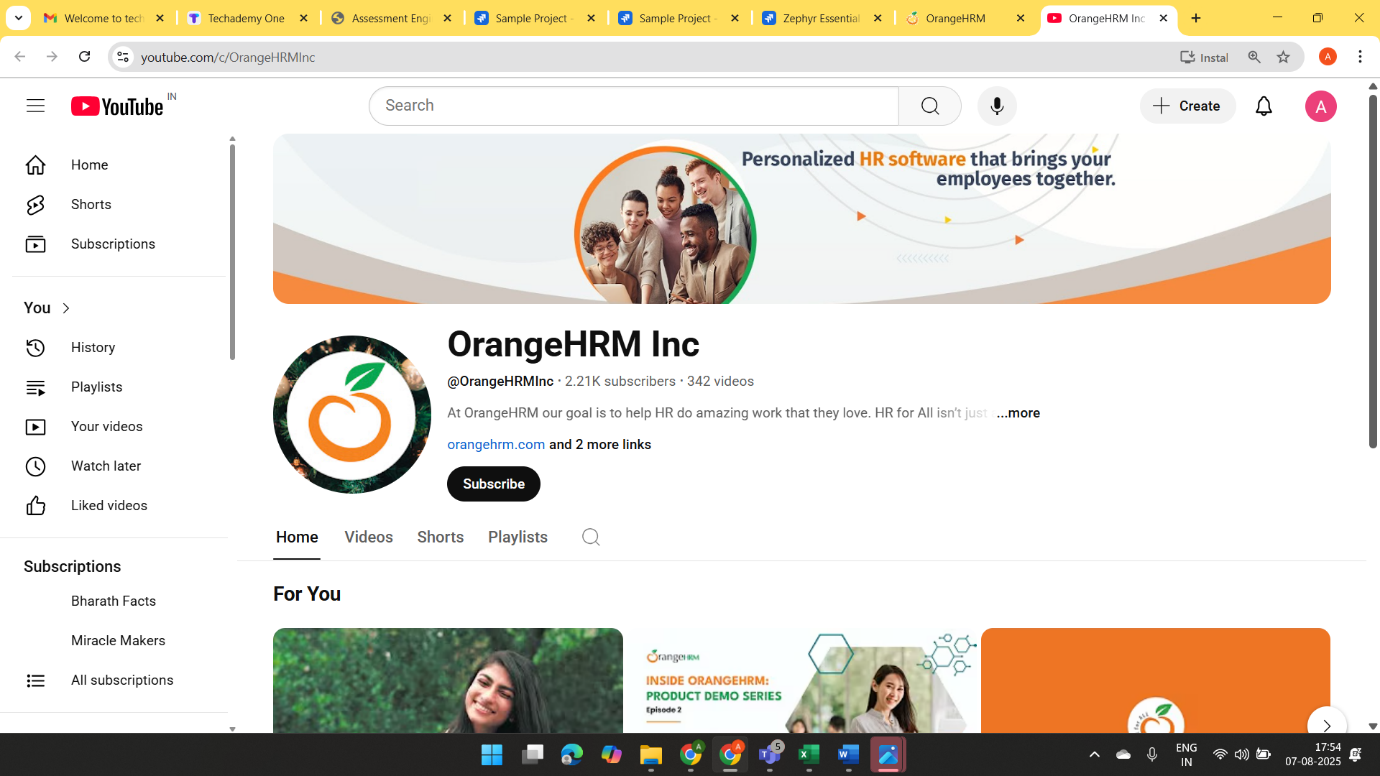 Welcome to tech
Techademy One
Assessment Eng
Sample Project -
Sample Project -
Zephyr Essential
OrangeHRM
OrangeHRM Inc
youtube.com/c/OrangeHRMInc
Instal
A
YouTube
IN
Search
Create
A
Home
Shorts
Subscriptions
You
History
Playlists
Your videos
Watch later
Liked videos
Subscriptions
Bharath Facts
Miracle Makers
All subscriptions
Personalized HR software that brings your
employees together.
OrangeHRM Inc
@OrangeHRMInc · 2.21K subscribers · 342 videos
At OrangeHRM our goal is to help HR do amazing work that they love. HR for All isn't just ...more
orangehrm.com and 2 more links
Subscribe
Home Videos Shorts Playlists
For You
OrangeHRM
INSIDE ORANGEHRM:
PRODUCT DEMO SERIES
Episode 2
A
A
5
ENG
IN
17:54
07-08-2025